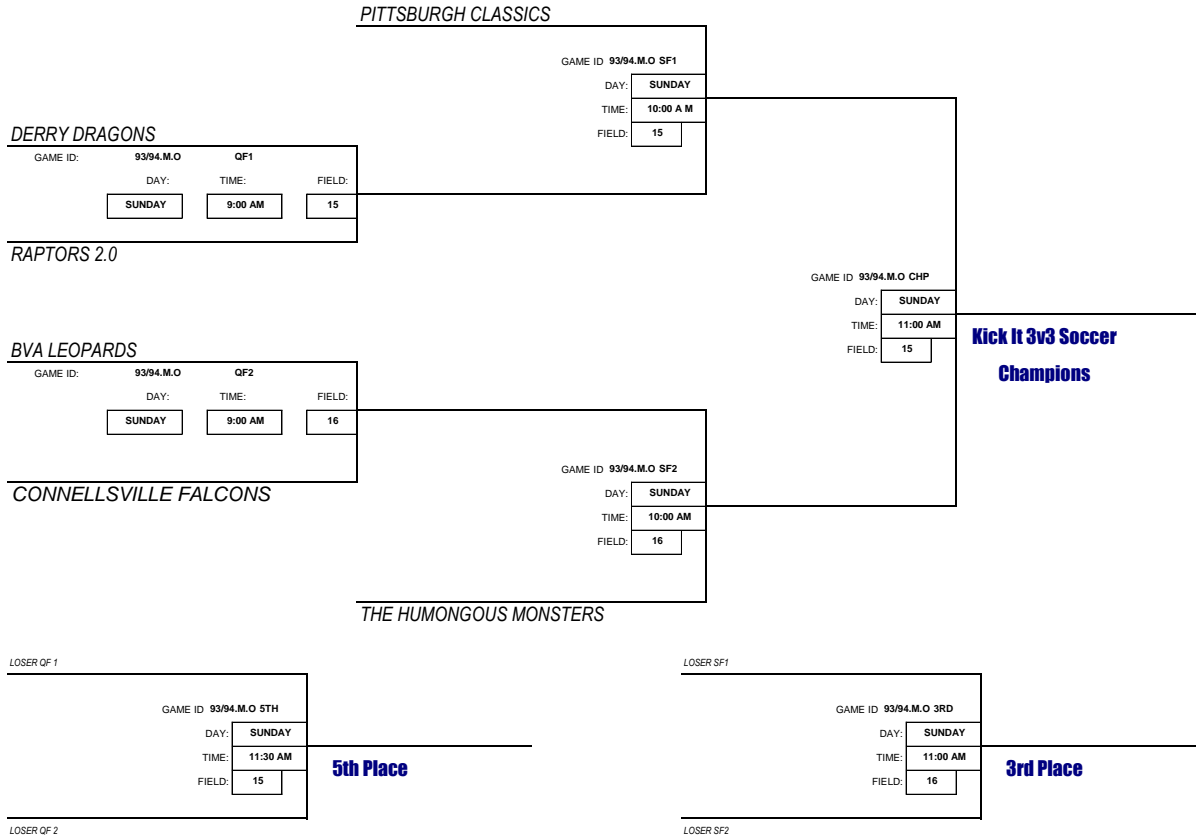 PITTSBURGH CLASSICS
GAME ID 93/94.M.O SF1
DAY: SUNDAY
TIME: 10:00 A M
FIELD: 15
DERRY DRAGONS
GAME ID: 93/94.M.O QF1
DAY: TIME: FIELD:
SUNDAY 9:00 AM 15
RAPTORS 2.0
GAME ID 93/94.M.O CHP
DAY: SUNDAY
TIME: 11:00 AM
FIELD: 15
Kick It 3v3 Soccer
Champions
BVA LEOPARDS
GAME ID: 93/94.M.O QF2
DAY: TIME: FIELD:
SUNDAY 9:00 AM 16
CONNELLSVILLE FALCONS
GAME ID 93/94.M.O SF2
DAY: SUNDAY
TIME: 10:00 AM
FIELD: 16
THE HUMONGOUS MONSTERS
LOSER QF 1
GAME ID 93/94.M.O 5TH
DAY: SUNDAY
TIME: 11:30 AM
FIELD: 15
5th Place
LOSER QF 2
LOSER SF1
GAME ID 93/94.M.O 3RD
DAY: SUNDAY
TIME: 11:00 AM
FIELD: 16
3rd Place
LOSER SF2